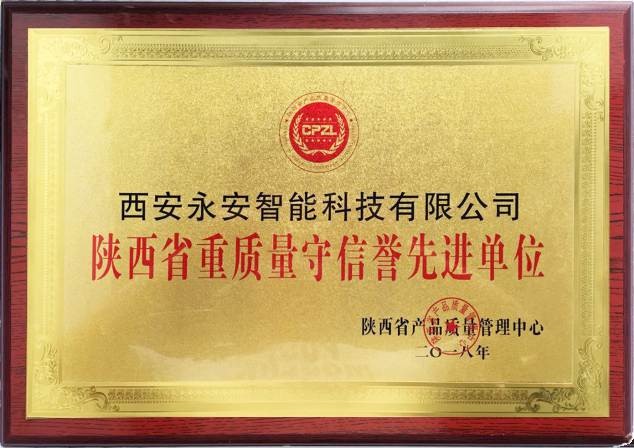 CPZL
西安永安智能科技有限公司
陕西省重质量守信誉先进单位
陕西省产品质量管理中心
二〇一八年